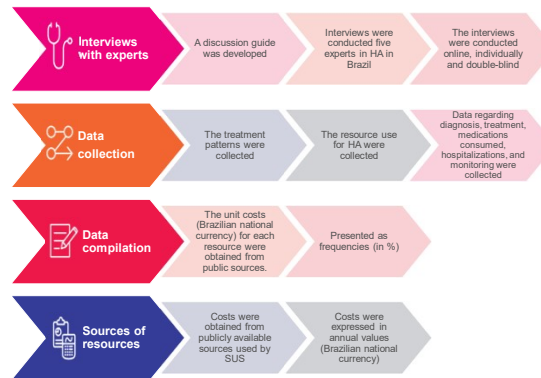 Interviews
with experts
A discussion guide
was developed
Interviews were
conducted five
experts in HA in
Brazil
The
interviews
were conducted
online, individually
and double-blind
Data
collection
The treatment
patterns were
collected
The resource use
for HA were
collected
Data regarding
diagnosis, treatment,
medications
consumed,
hospitalizations, and
monitoring were
collected
Data
compilation
The unit costs
(Brazilian national
currency) for each
resource were
obtained from
public sources.
Presented as
frequencies (in %)
Sources of
resources
Costs were
obtained from
publicly available
sources used by
SUS
Costs were
expressed in
annual values
(Brazilian national
currency)